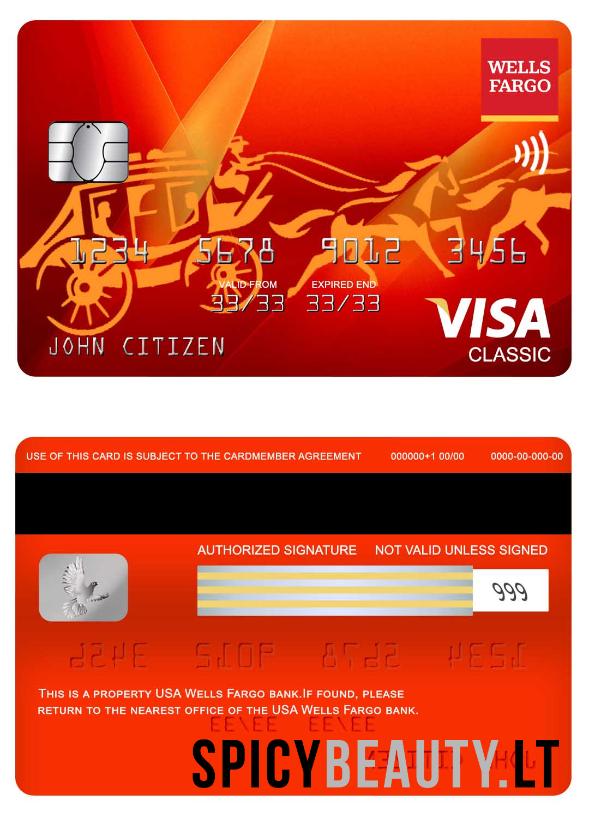 WELLS
FARGO
1234 5678 9012 3456
VALID FROM EXPIRED END
33/33 33/33
JOHN CITIZEN
VISA
CLASSIC
USE OF THIS CARD IS SUBJECT TO THE CARDMEMBER AGREEMENT 000000+1 00/00 0000-00-000-00
AUTHORIZED SIGNATURE NOT VALID UNLESS SIGNED
999
THIS IS A PROPERTY USA WELLS FARGO BANK.IF FOUND, PLEASE
RETURN TO THE NEAREST OFFICE OF THE USA WELLS FARGO BANK.
SPICYBEAUTY.LT